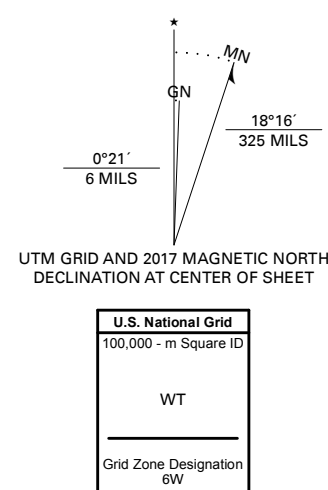 ★
MN
GN
18°16´
325 MILS
0°21´
6 MILS
UTM GRID AND 2017 MAGNETIC NORTH
DECLINATION AT CENTER OF SHEET
U.S. National Grid
100,000 - m Square ID
WT
Grid Zone Designation
6W